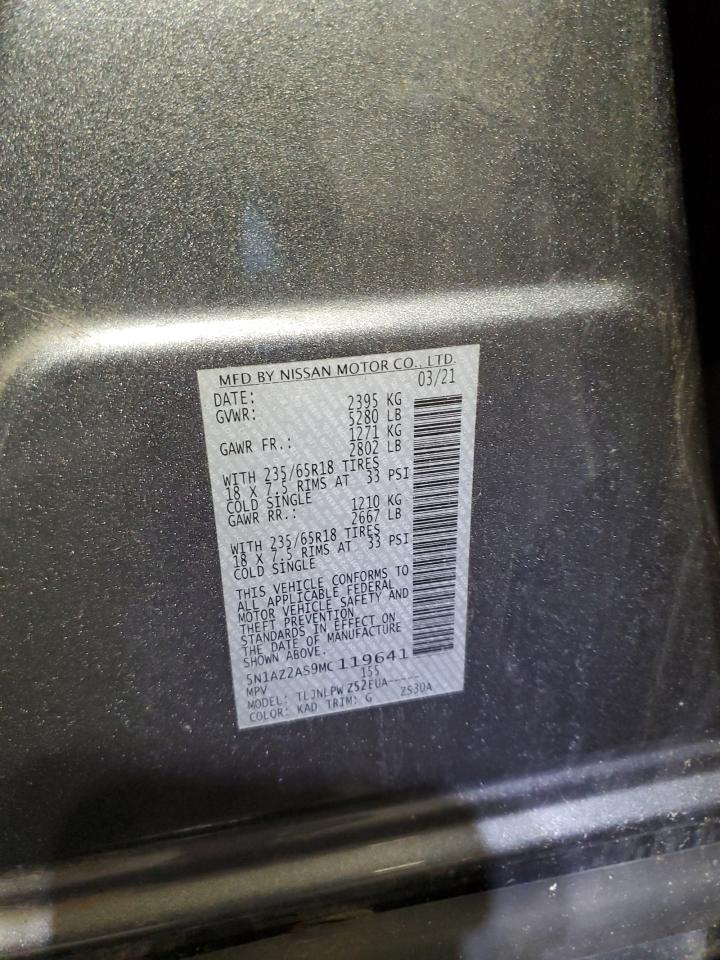 MFD BY NISSAN MOTOR CO., LTD.
DATE: 03/21
GVWR: 2395 KG
5280 LB
GAWR FR.: 1271 KG
2802 LB
WITH 235/65R18 TIRES
18 X 7.5 RIMS AT 33 PSI
COLD SINGLE
GAWR RR.: 1210 KG
2667 LB
WITH 235/65R18 TIRES
18 X 7.5 RIMS AT 33 PSI
COLD SINGLE
THIS VEHICLE CONFORMS TO
ALL APPLICABLE FEDERAL
MOTOR VEHICLE SAFETY AND
THEFT PREVENTION
STANDARDS IN EFFECT ON
THE DATE OF MANUFACTURE
SHOWN ABOVE.
5N1AZ2AS9MC119641
MPV 155
MODEL: TLJNLPW Z52EUA-----
COLOR: KAD TRIM: G ZS30A